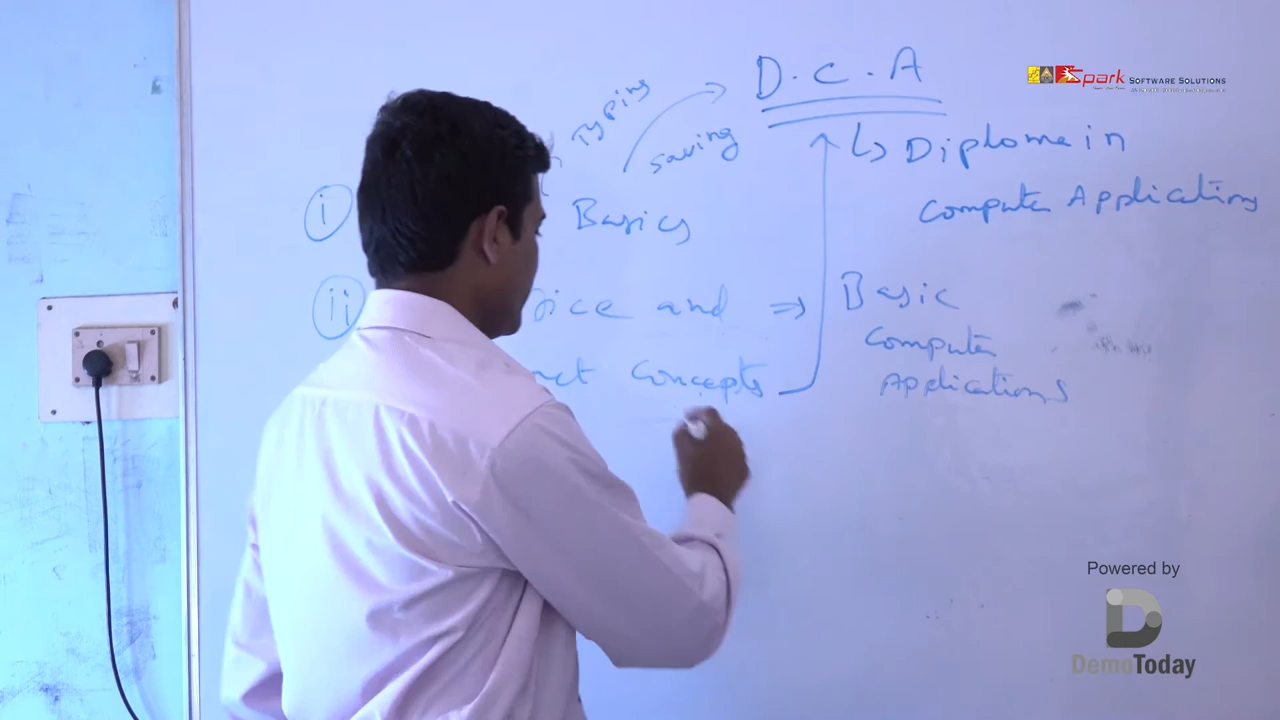 D.C.A
↳ Diploma in
Computer Applications
Typing
Saving
i
Basics
ii
and ⇒ Basic
Computer
Concepts
Applications
Spark SOFTWARE SOLUTIONS
Powered by
DemoToday